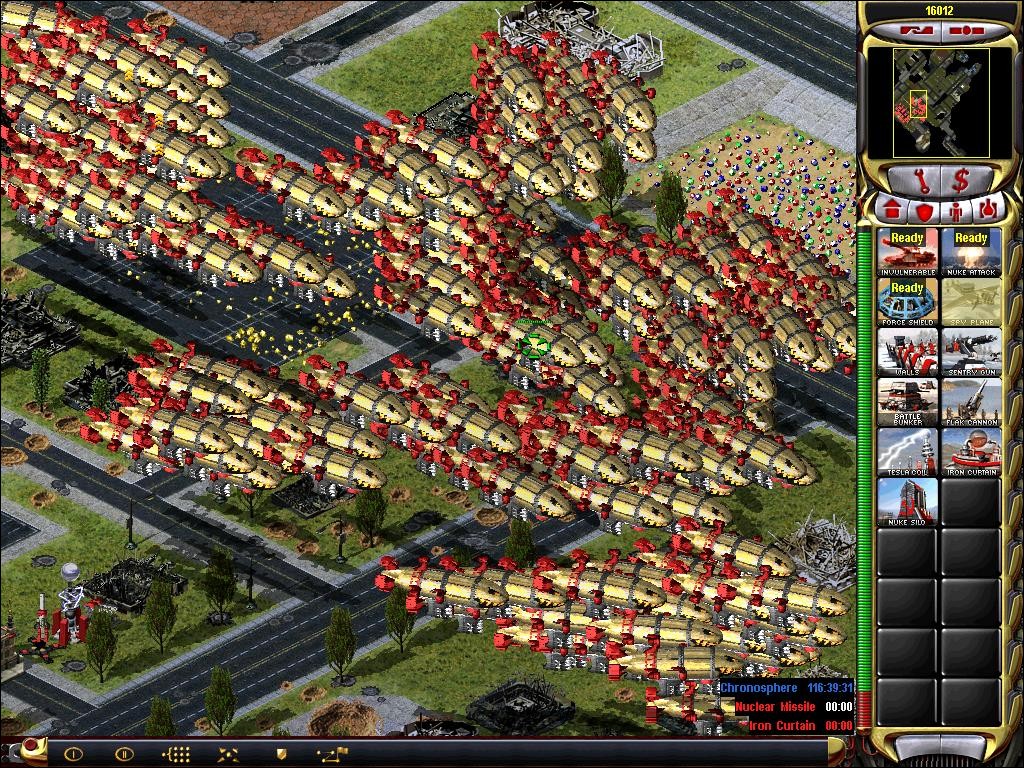 16012
$
Ready
Ready
INVULNERABLE
NUKE ATTACK
Ready
FORCE SHIELD
SPY PLANE
WALLS
SENTRY GUN
BATTLE BUNKER
FLAK CANNON
TESLA COIL
IRON CURTAIN
NUKE SILO
Chronosphere 116:39:31
Nuclear Missile 00:00
Iron Curtain 00:00
I
II